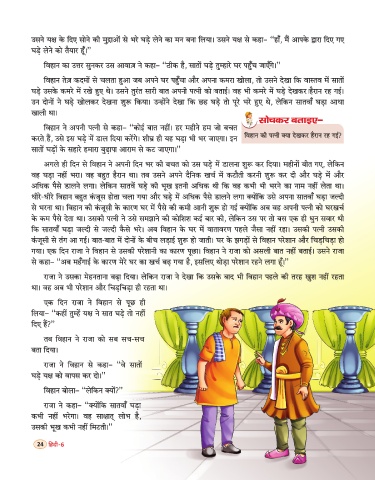 उसने यक्ष के दिए सोने की मुद्राओं से भरे घड़े लेने का मन बना लिया। उसने यक्ष से कहा– “हाँ, मैं आपके द्वारा दिए गए
घड़े लेने को तैयार हूँ।”
विहान का उत्तर सुनकर उस आवाज़ ने कहा– “ठीक है, सातों घड़े तुम्हारे घर पहुँच जाएँगे।”
विहान तेज़ कदमों से चलता हुआ जब अपने घर पहुँचा और अपना कमरा खोला, तो उसने देखा कि वास्तव में सातों
घड़े उसके कमरे में रखे हुए थे। उसने तुरंत सारी बात अपनी पत्नी को बताई। वह भी कमरे में घड़े देखकर हैरान रह गई।
उन दोनों ने घड़े खोलकर देखना शुरू किया। उन्होंने देखा कि छह घड़े तो पूरे भरे हुए थे, लेकिन सातवाँ घड़ा आधा
खाली था।
विहान ने अपनी पत्नी से कहा– “कोई बात नहीं। हर महीने हम जो बचत
करते हैं, उसे इस घड़े में डाल दिया करेंगे। शीघ्र ही यह घड़ा भी भर जाएगा। इन
सातों घड़ों के सहारे हमारा बुढ़ापा आराम से कट जाएगा।”
सोचकर बताइए–
विहान की पत्नी क्या देखकर हैरान रह गई?
अगले ही दिन से विहान ने अपनी दिन भर की बचत को उस घड़े में डालना शुरू कर दिया। महीनों बीत गए, लेकिन
वह घड़ा नहीं भरा। वह बहुत हैरान था। तब उसने अपने दैनिक खर्च में कटौती करनी शुरू कर दी और घड़े में और
अधिक पैसे डालने लगा। लेकिन सातवें घड़े की भूख इतनी अधिक थी कि वह कभी भी भरने का नाम नहीं लेता था।
धीरे-धीरे विहान बहुत कंजूस होता चला गया और घड़े में अधिक पैसे डालने लगा क्योंकि उसे अपना सातवाँ घड़ा जल्दी
से भरना था। विहान की कंजूसी के कारण घर में पैसे की कमी आनी शुरू हो गई क्योंकि अब वह अपनी पत्नी को घरखर्च
के कम पैसे देता था। उसकी पत्नी ने उसे समझाने की कोशिश कई बार की, लेकिन उस पर तो बस एक ही धुन सवार थी
कि सातवाँ घड़ा जल्दी से जल्दी कैसे भरे। अब विहान के घर में वातावरण पहले जैसा नहीं रहा। उसकी पत्नी उसकी
कंजूसी से तंग आ गई। बात-बात में दोनों के बीच लड़ाई शुरू हो जाती। घर के झगड़ों से विहान परेशान और चिड़चिड़ा हो
गया। एक दिन राजा ने विहान से उसकी परेशानी का कारण पूछा। विहान ने राजा को असली बात नहीं बताई। उसने राजा
से कहा– “अब महँगाई के कारण मेरे घर का खर्च बढ़ गया है, इसलिए थोड़ा परेशान रहने लगा हूँ।”
राजा ने उसका मेहनताना बढ़ा दिया। लेकिन राजा ने देखा कि उसके बाद भी विहान पहले की तरह खुश नहीं रहता
था। वह अब भी परेशान और चिड़चिड़ा ही रहता था।
एक दिन राजा ने विहान से पूछ ही
लिया– “कहीं तुम्हें यक्ष ने सात घड़े तो नहीं
दिए हैं?”
तब विहान ने राजा को सब सच-सच
बता दिया।
राजा ने विहान से कहा– “वे सातों
घड़े यक्ष को वापस कर दो।”
विहान बोला– “लेकिन क्यों?”
राजा ने कहा– “क्योंकि सातवाँ घड़ा
कभी नहीं भरेगा। वह साक्षात् लोभ है,
उसकी भूख कभी नहीं मिटती।”
24 हिंदी-6